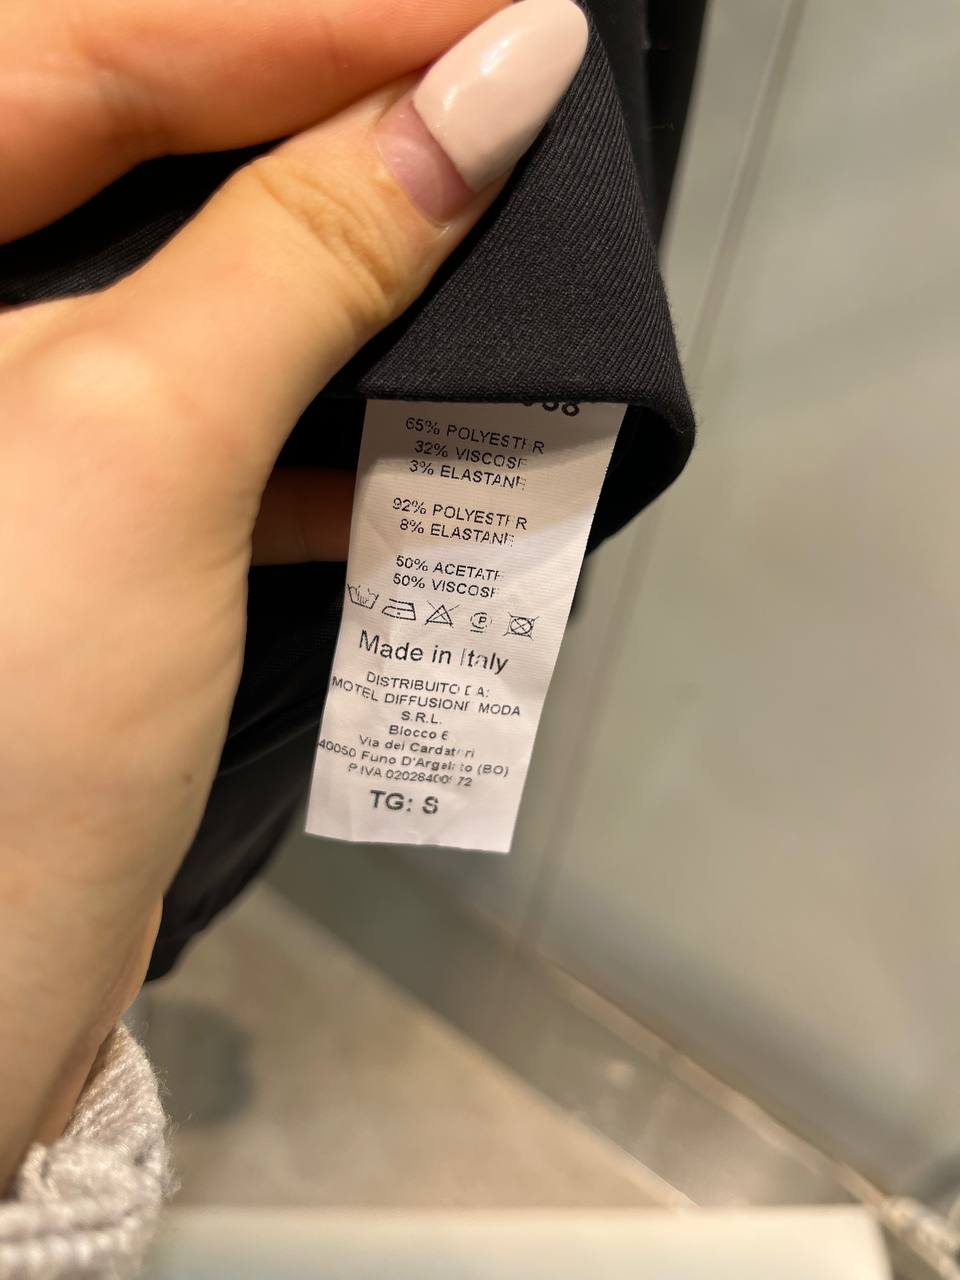 65% POLYESTER
32% VISCOSE
3% ELASTANE
92% POLYESTER
8% ELASTANE
50% ACETATE
50% VISCOSE
P
Made in Italy
DISTRIBUITO DA:
MOTEL DIFFUSIONE MODA
S.R.L.
Blocco 6
Via dei Cardatori
40050 Funo D'Argelato (BO)
P.IVA
TG: S